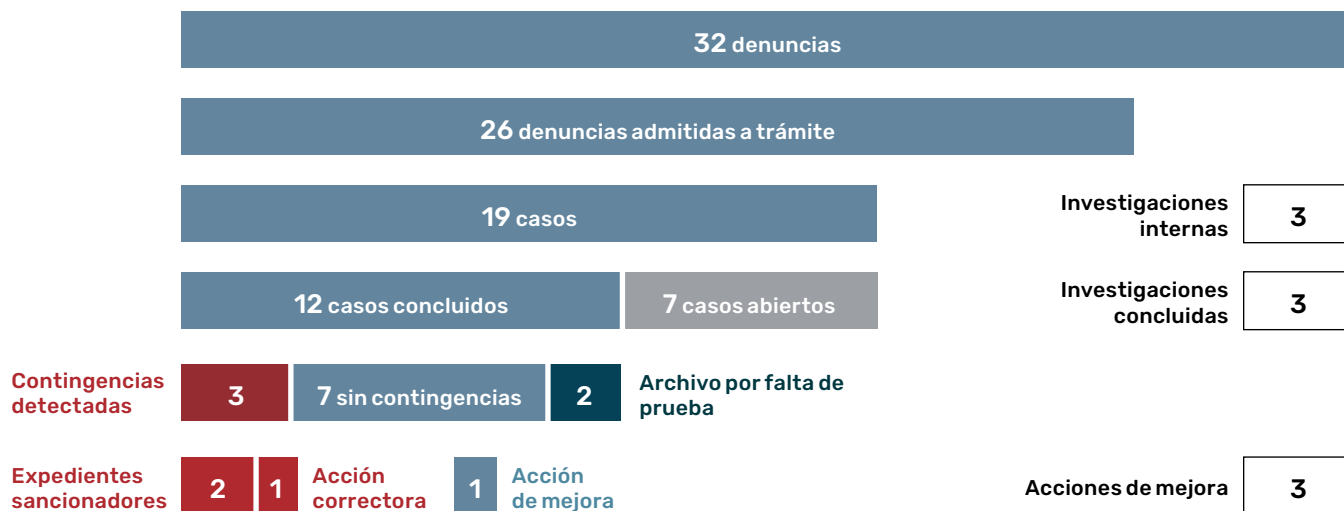 32 denuncias
26 denuncias admitidas a trámite
19 casos
Investigaciones
internas
3
12 casos concluidos
7 casos abiertos
Investigaciones
concluidas
3
Contingencias
detectadas
3
7 sin contingencias
2
Archivo por falta de
prueba
Expedientes
sancionadores
2
1
Acción
correctora
1
Acción
de mejora
Acciones de mejora
3